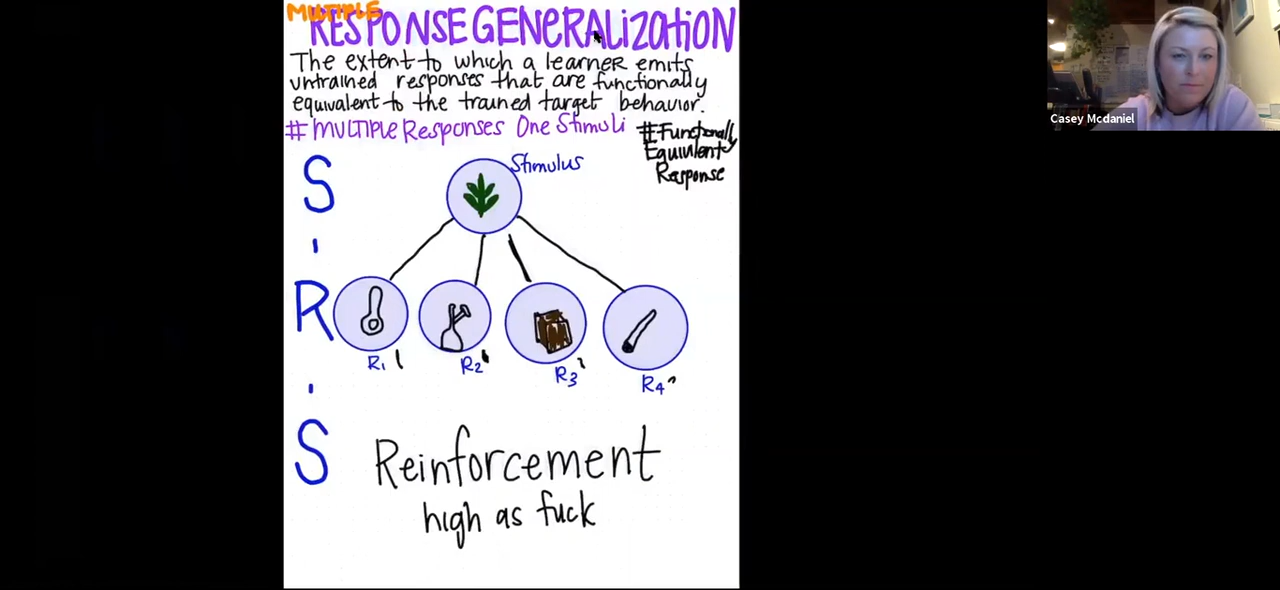 MULTIPLE
RESPONSE GENERALIZATION
The extent to which a learner emits
untrained responses that are functionally
equivalent to the trained target behavior.
#MULTIPLE Responses One Stimuli
#Functionally
Equivalent
Response
Stimulus
S
-
R
-
S
R1
R2
R3
R4
Reinforcement
high as fuck
Casey Mcdaniel